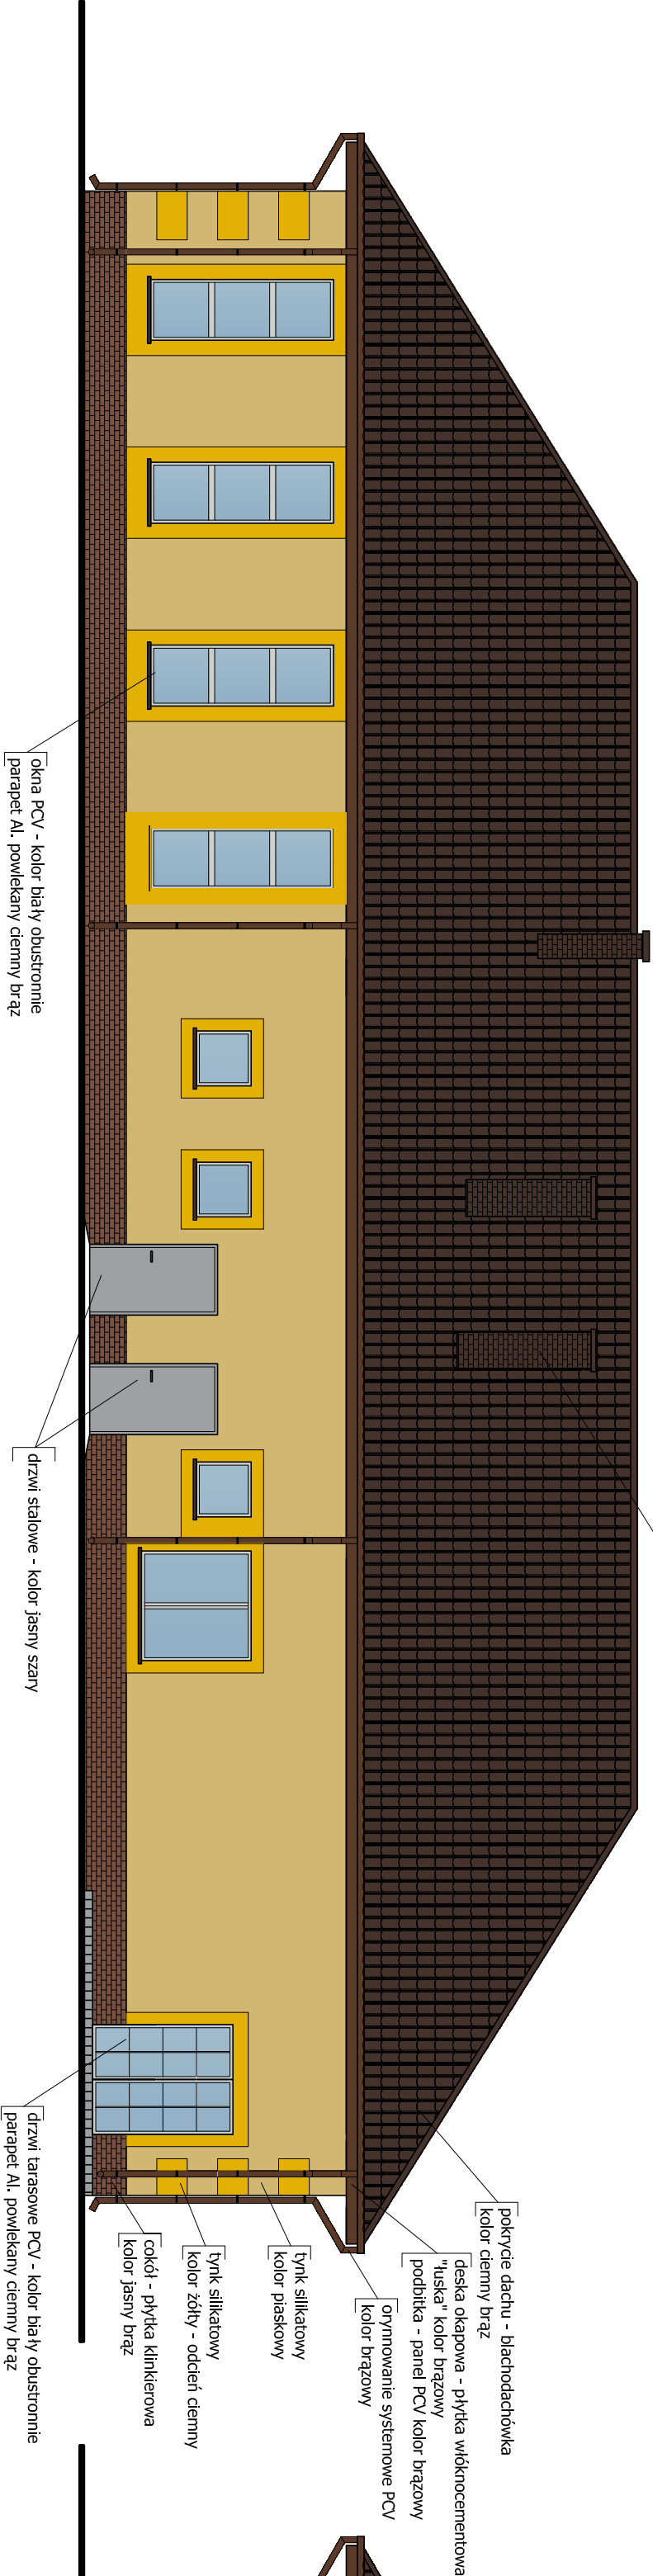 pokrycie dachu - blachodachówka
kolor ciemny brąz
deska okapowa - płytka włóknocementowa
"łuska" kolor brązowy
podbitka - panel PCV kolor brązowy
orynnowanie systemowe PCV
kolor brązowy
tynk silikatowy
kolor piaskowy
tynk silikatowy
kolor żółty - odcień ciemny
cokół - płytka klinkierowa
kolor jasny brąz
okna PCV - kolor biały obustronnie
parapet Al. powlekany ciemny brąz
drzwi stalowe - kolor jasny szary
drzwi tarasowe PCV - kolor biały obustronnie
parapet Al. powlekany ciemny brąz